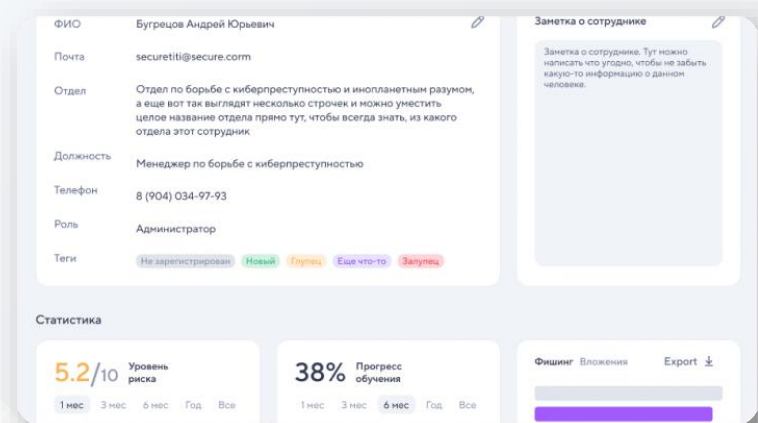 ФИО
Бугрецов Андрей Юрьевич
Почта
securetiti@secure.corm
Отдел
Отдел по борьбе с киберпреступностью и инопланетным разумом,
а еще вот так выглядят несколько строчек и можно уместить
целое название отдела прямо тут, чтобы всегда знать, из какого
отдела этот сотрудник
Должность
Менеджер по борьбе с киберпреступностью
Телефон
8 (904) 034-97-93
Роль
Администратор
Теги
Не зарегистрирован Новый Глупец Еще что-то Залупец
Заметка о сотруднике
Заметка о сотруднике. Тут можно
написать что угодно, чтобы не забыть
какую-то информацию о данном
человеке.
Статистика
5.2/10 Уровень
риска
1 мес 3 мес 6 мес Год Все
38% Прогресс
обучения
1 мес 3 мес 6 мес Год Все
Фишинг Вложения Export